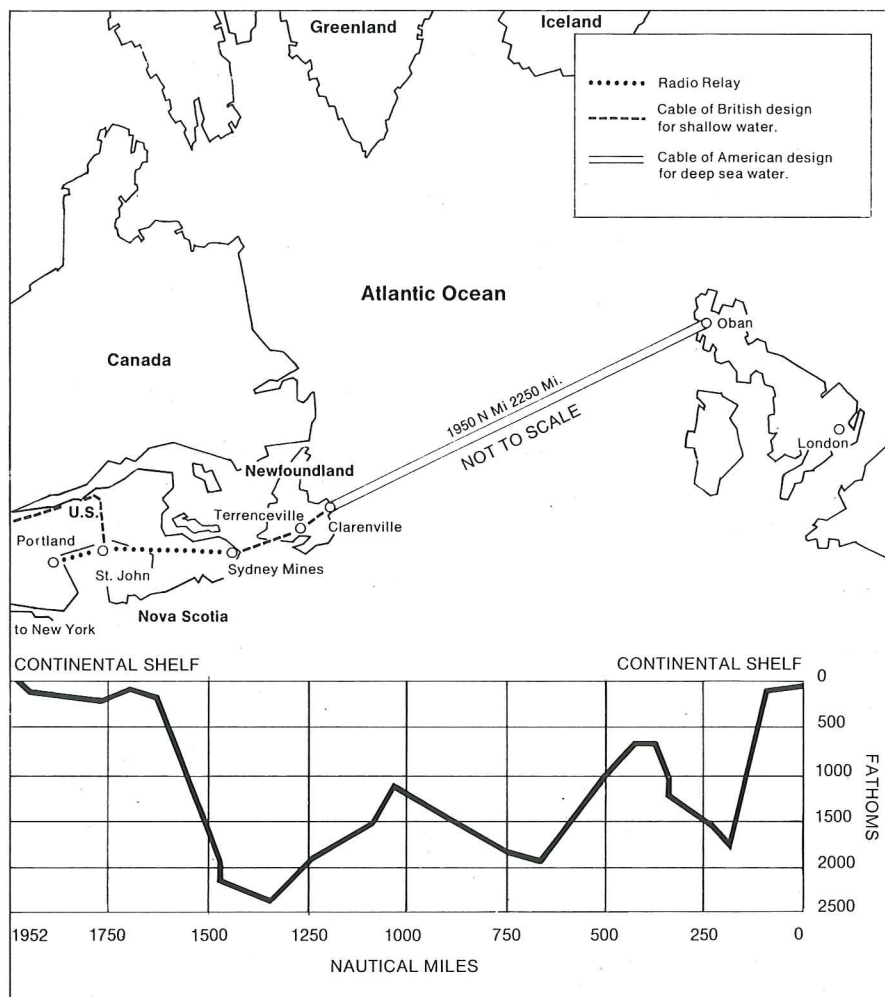 Greenland
Iceland
Radio Relay
Cable of British design
for shallow water.
Cable of American design
for deep sea water.
Atlantic Ocean
Oban
Canada
1950 N Mi 2250 Mi.
NOT TO SCALE
London
Newfoundland
U.S.
Terrenceville
Clarenville
Portland
St. John
Sydney Mines
Nova Scotia
to New York
CONTINENTAL SHELF
CONTINENTAL SHELF
0
500
1000
1500
2000
2500
FATHOMS
1952
1750
1500
1250
1000
750
500
250
0
NAUTICAL MILES